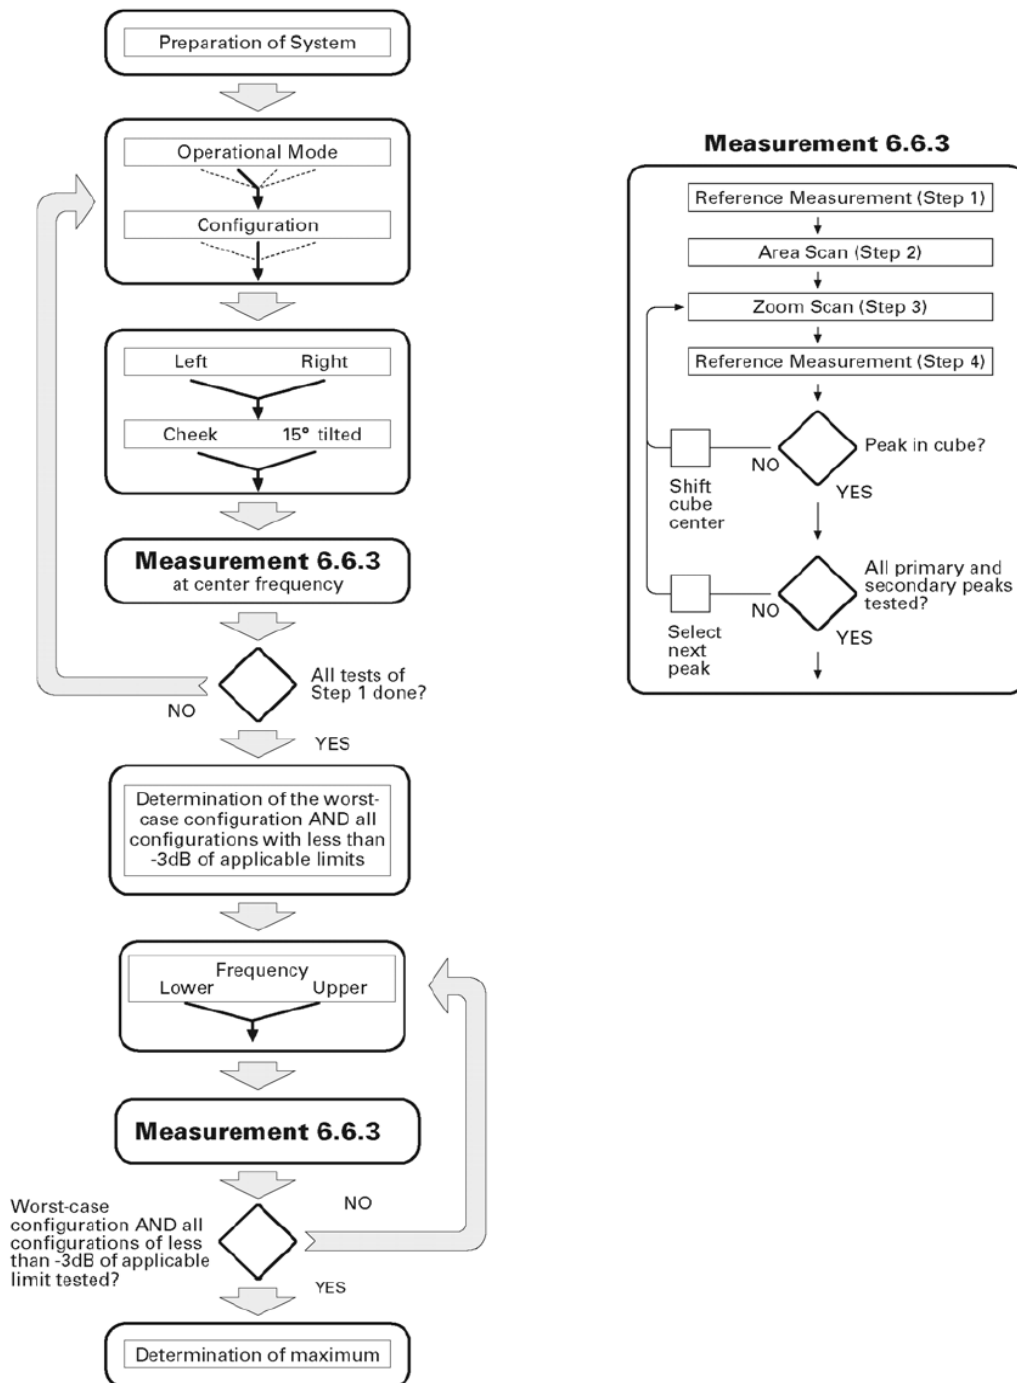 Preparation of System
Operational Mode
Configuration
Left Right
Cheek 15° tilted
Measurement 6.6.3
at center frequency
All tests of
Step 1 done?
NO
YES
Determination of the worst-
case configuration AND all
configurations with less than
-3dB of applicable limits
Frequency
Lower Upper
Measurement 6.6.3
Worst-case
configuration AND all
configurations of less
than -3dB of applicable
limit tested?
NO
YES
Determination of maximum
Measurement 6.6.3
Reference Measurement (Step 1)
Area Scan (Step 2)
Zoom Scan (Step 3)
Reference Measurement (Step 4)
Peak in cube?
NO
YES
Shift
cube
center
All primary and
secondary peaks
tested?
NO
YES
Select
next
peak